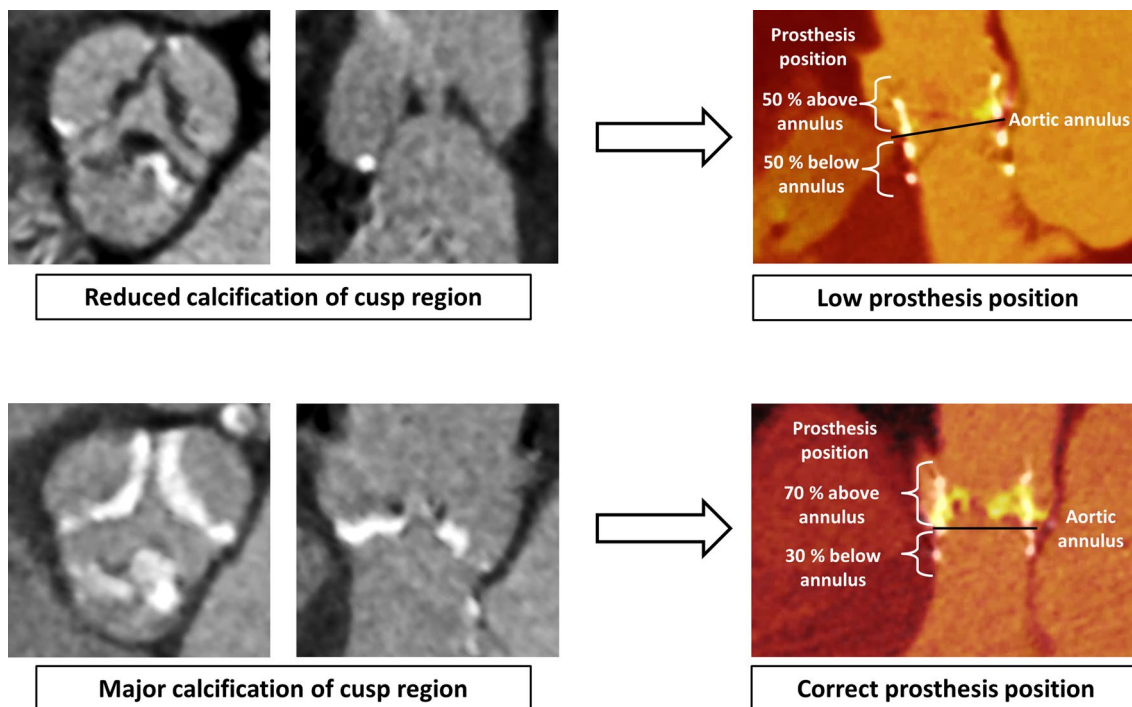 Prosthesis
position
50 % above
annulus
Aortic annulus
50 % below
annulus
Reduced calcification of cusp region
Low prosthesis position
Prosthesis
position
70 % above
annulus
Aortic
annulus
30 % below
annulus
Major calcification of cusp region
Correct prosthesis position